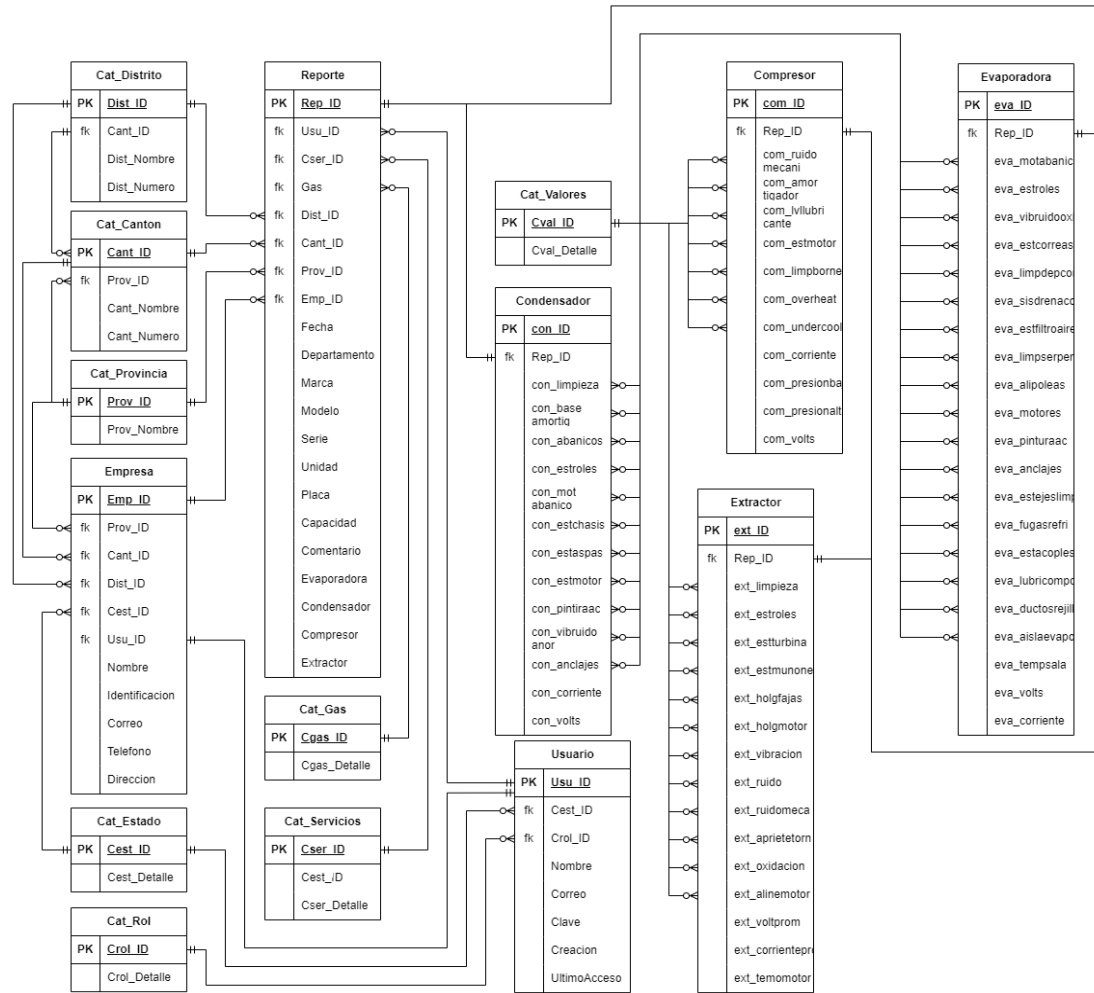 Cat_Distrito
PK Dist_ID
fk Cant_ID
Dist_Nombre
Dist_Numero
Cat_Canton
PK Cant_ID
fk Prov_ID
Cant_Nombre
Cant_Numero
Cat_Provincia
PK Prov_ID
Prov_Nombre
Empresa
PK Emp_ID
fk Prov_ID
fk Cant_ID
fk Dist_ID
fk Cest_ID
fk Usu_ID
Nombre
Identificacion
Correo
Telefono
Direccion
Cat_Estado
PK Cest_ID
Cest_Detalle
Cat_Rol
PK Crol_ID
Crol_Detalle
Reporte
PK Rep_ID
fk Usu_ID
fk Cser_ID
fk Gas
fk Dist_ID
fk Cant_ID
fk Prov_ID
fk Emp_ID
Fecha
Departamento
Marca
Modelo
Serie
Unidad
Placa
Capacidad
Comentario
Evaporadora
Condensador
Compresor
Extractor
Cat_Gas
PK Cgas_ID
Cgas_Detalle
Cat_Servicios
PK Cser_ID
Cest_ID
Cser_Detalle
Cat_Valores
PK Cval_ID
Cval_Detalle
Condensador
PK con_ID
fk Rep_ID
con_limpieza
con_base
amortig
con_abanicos
con_estroles
con_mot
abanico
con_estchasis
con_estaspas
con_estmotor
con_pintiraac
con_vibruido
anor
con_anclajes
con_corriente
con_volts
Usuario
PK Usu_ID
fk Cest_ID
fk Crol_ID
Nombre
Correo
Clave
Creacion
UltimoAcceso
Compresor
PK com_ID
fk Rep_ID
com_ruido
mecani
com_amor
tigador
com_lvllubri
cante
com_estmotor
com_limpborne
com_overheat
com_undercool
com_corriente
com_presionba
com_presionalt
com_volts
Extractor
PK ext_ID
fk Rep_ID
ext_limpieza
ext_estroles
ext_estturbina
ext_estmunone
ext_holgfajas
ext_holgmotor
ext_vibracion
ext_ruido
ext_ruidomeca
ext_aprietetorn
ext_oxidacion
ext_alinemotor
ext_voltprom
ext_corrientepr
ext_temomotor
Evaporadora
PK eva_ID
fk Rep_ID
eva_motabanic
eva_estroles
eva_vibruidoox
eva_estcorreas
eva_limpdepco
eva_sisdrenac
eva_estfiltroaire
eva_limpserper
eva_alipoleas
eva_motores
eva_pinturaac
eva_anclajes
eva_estejeslimp
eva_fugasrefri
eva_estacoples
eva_lubricompo
eva_ductosrejill
eva_aislaevapo
eva_tempsala
eva_volts
eva_corriente